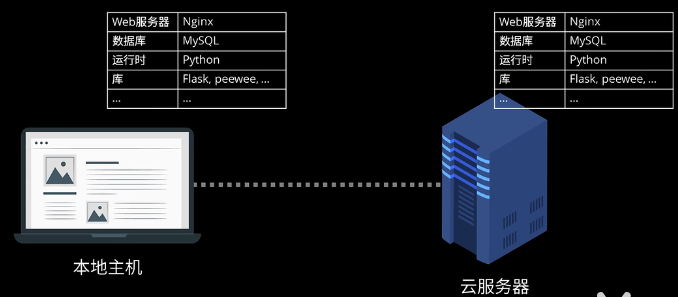 Web服务器 Nginx
数据库 MySQL
运行时 Python
库 Flask, peewee, ...
... ...
Web服务器 Nginx
数据库 MySQL
运行时 Python
库 Flask, peewee, ...
... ...
本地主机
云服务器